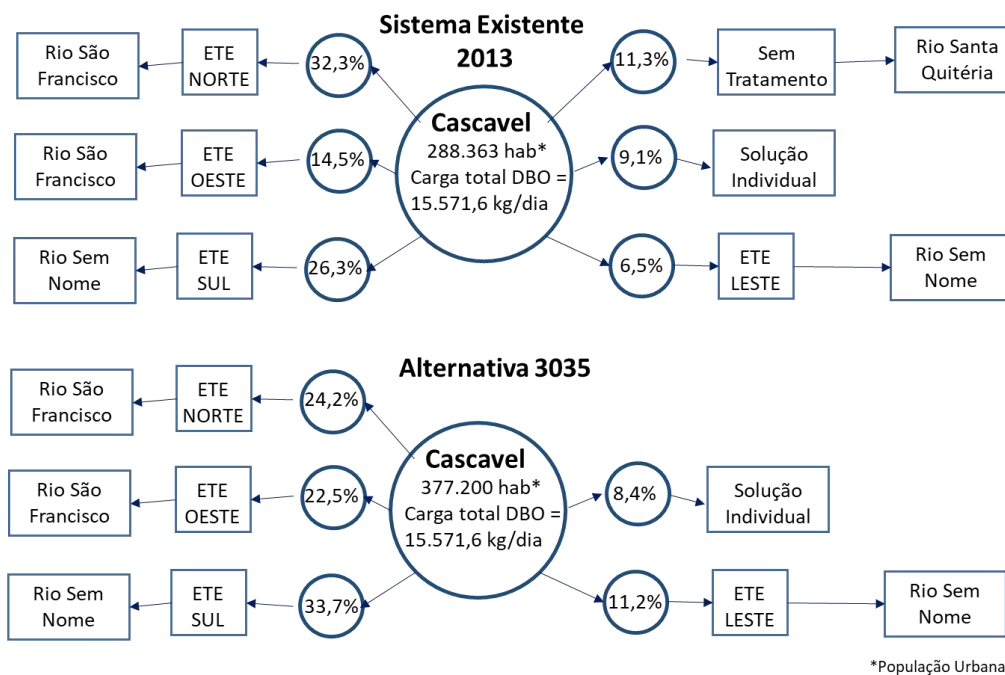 Sistema Existente
2013
Rio São
Francisco
ETE
NORTE
32,3%
11,3%
Sem
Tratamento
Rio Santa
Quitéria
Cascavel
288.363 hab*
Carga total DBO =
15.571,6 kg/dia
Rio São
Francisco
ETE
OESTE
14,5%
9,1%
Solução
Individual
Rio Sem
Nome
ETE
SUL
26,3%
6,5%
ETE
LESTE
Rio Sem
Nome
Alternativa 3035
Rio São
Francisco
ETE
NORTE
24,2%
Cascavel
377.200 hab*
Carga total DBO =
15.571,6 kg/dia
Rio São
Francisco
ETE
OESTE
22,5%
8,4%
Solução
Individual
Rio Sem
Nome
ETE
SUL
33,7%
11,2%
ETE
LESTE
Rio Sem
Nome
*População Urbana